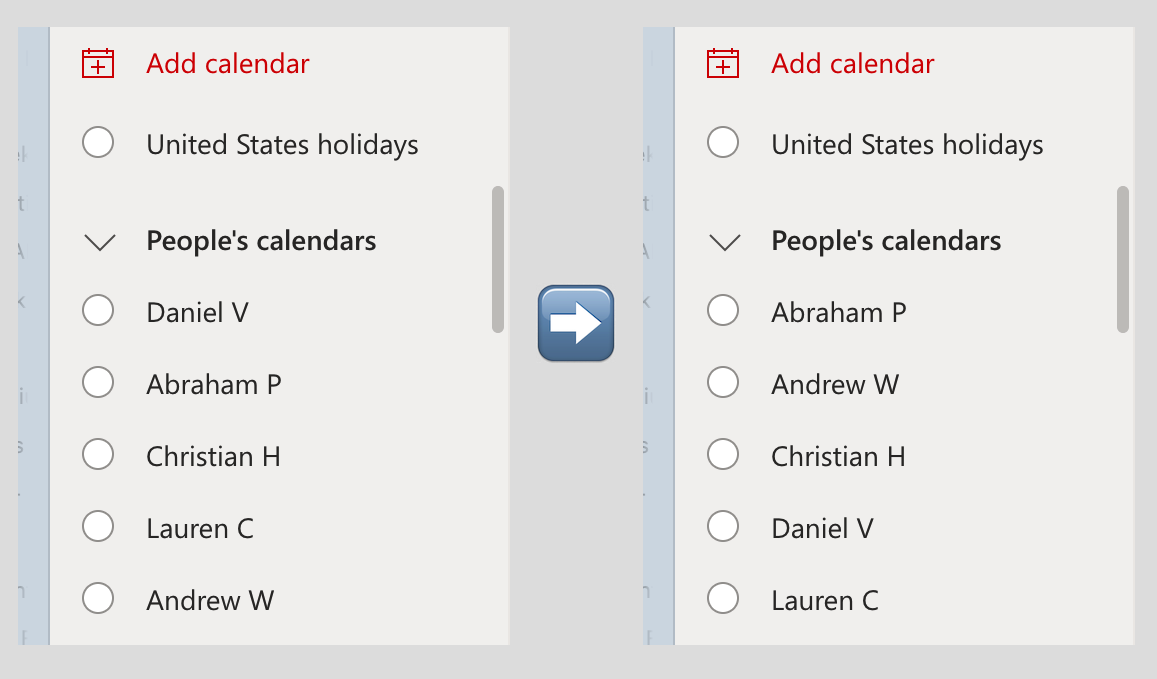 Add calendar
United States holidays
People's calendars
Daniel V
Abraham P
Christian H
Lauren C
Andrew W
Add calendar
United States holidays
People's calendars
Abraham P
Andrew W
Christian H
Daniel V
Lauren C